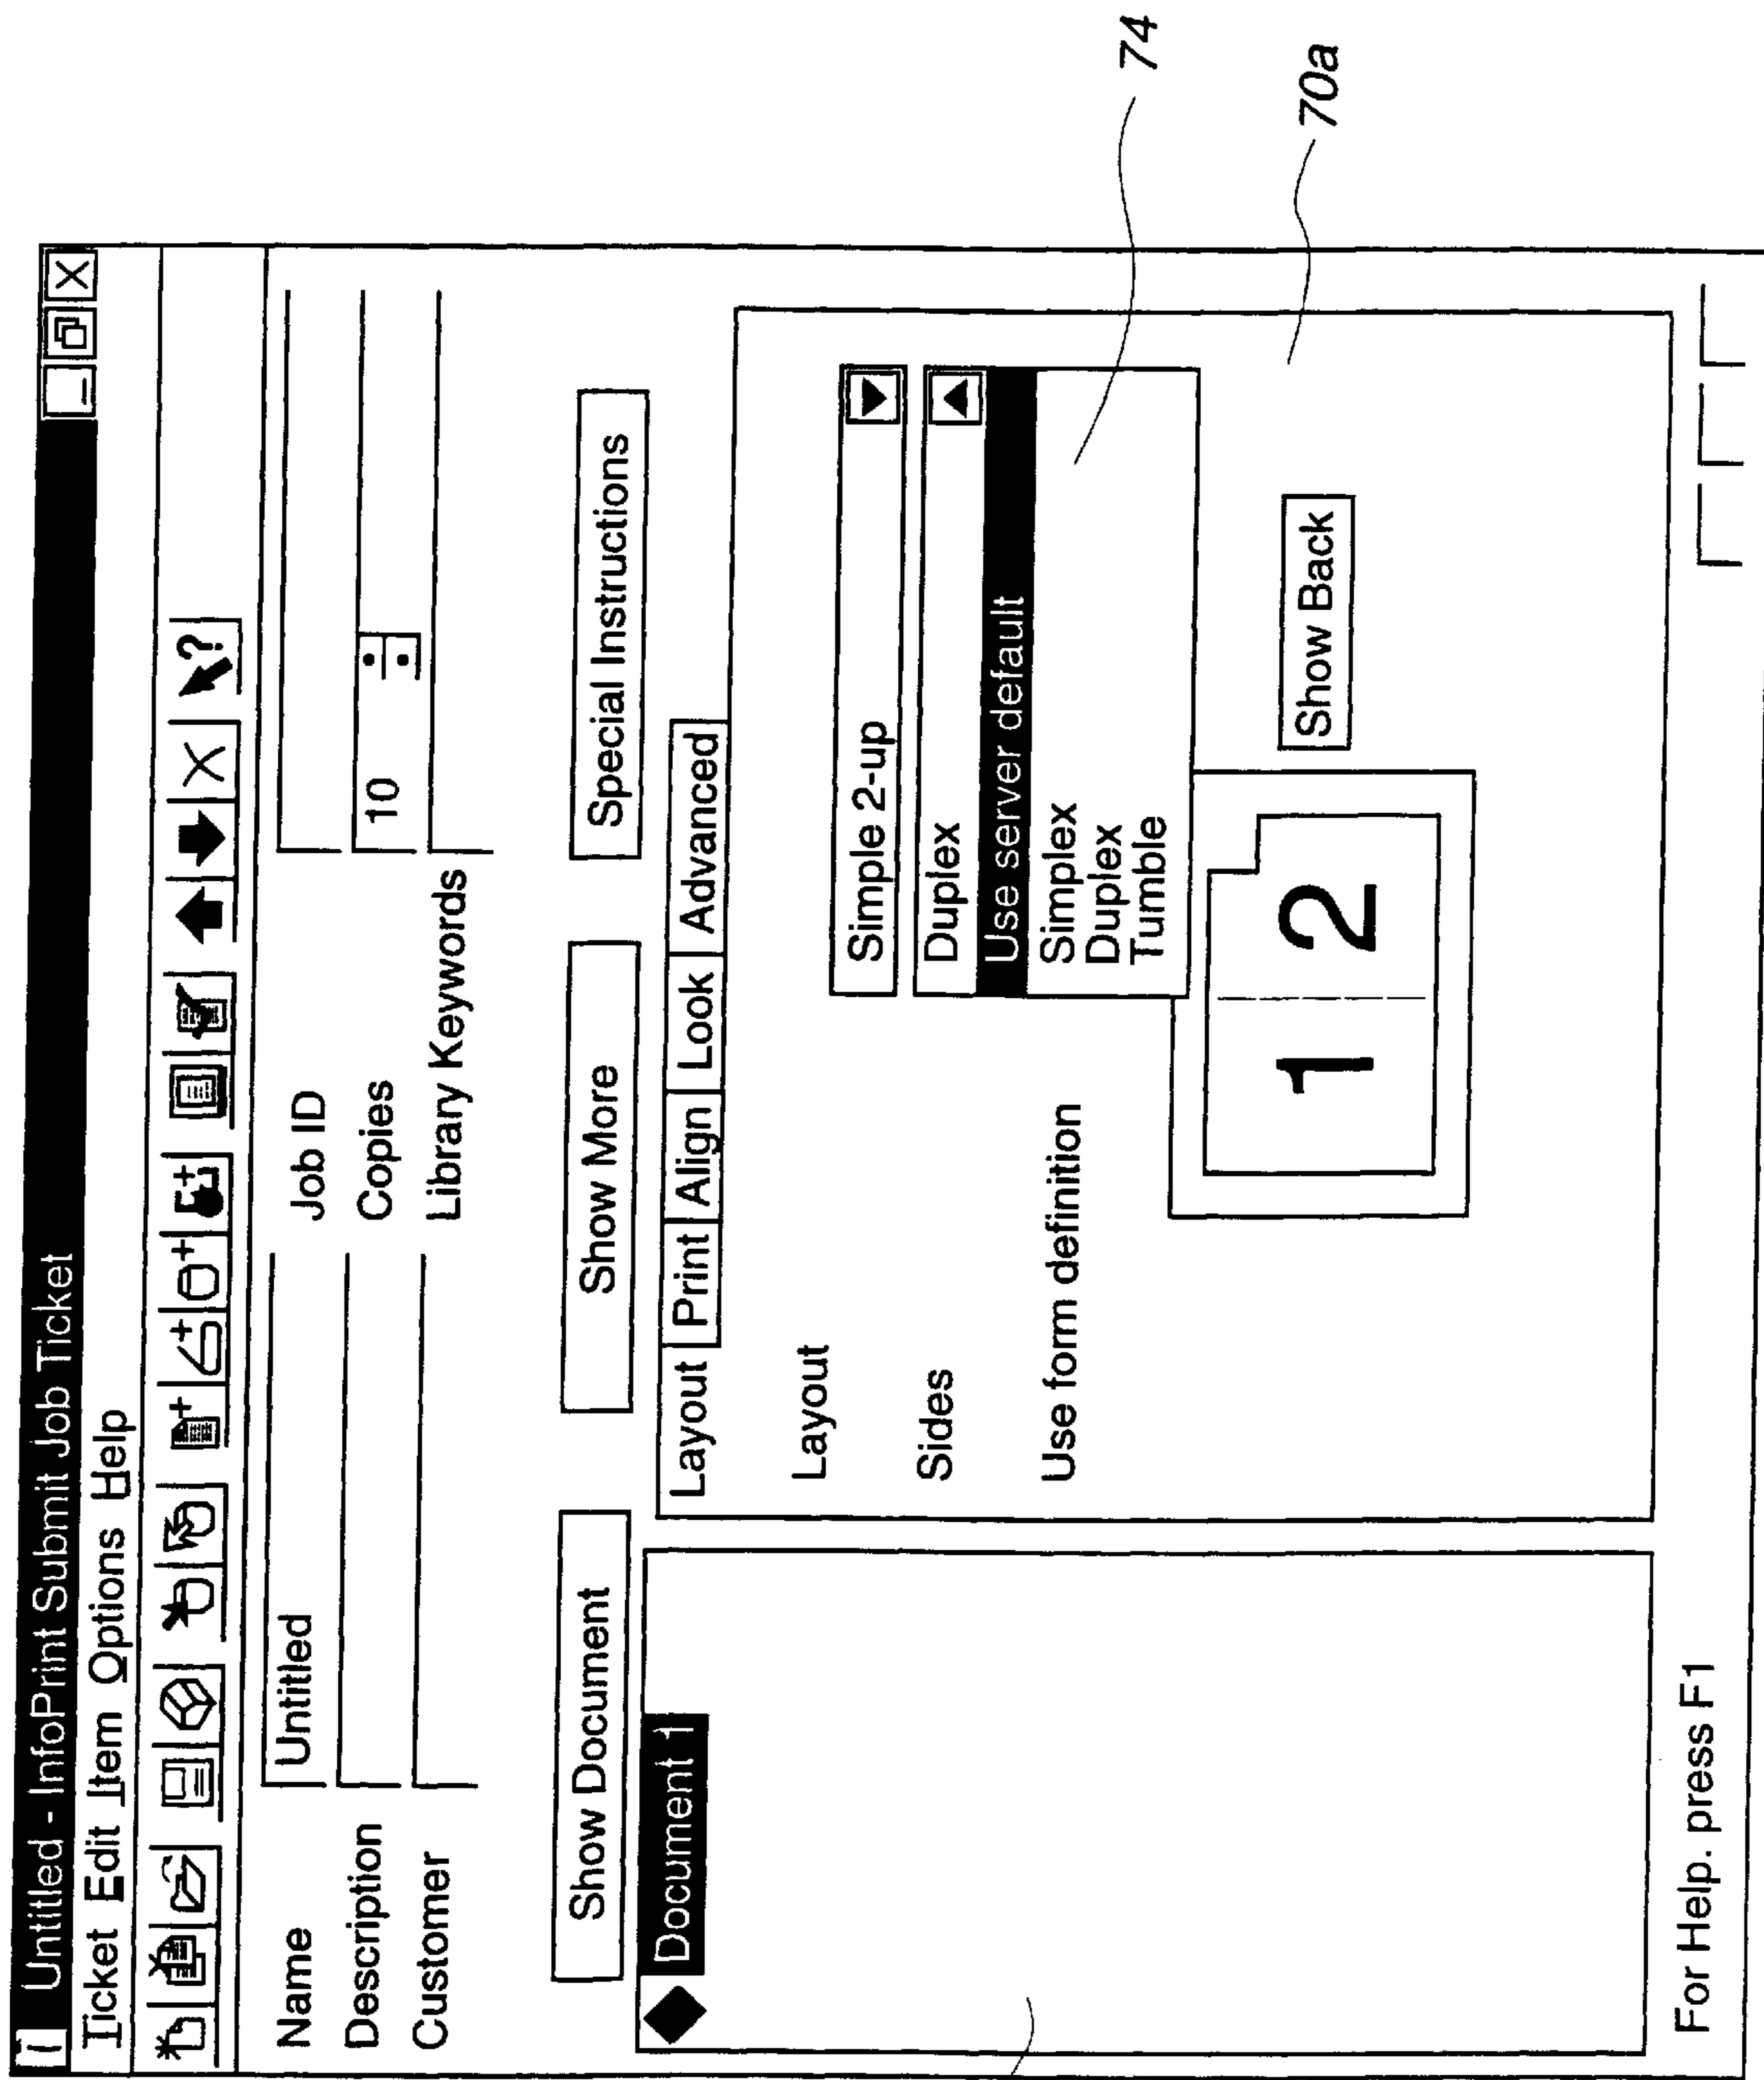 Untitled - InfoPrint Submit Job Ticket
Ticket Edit Item Options Help
Name Untitled Job ID
Description Copies 10
Customer Library Keywords
Show Document Show More Special Instructions
Document 1
Layout Print Align Look Advanced
Layout Simple 2-up
Sides Duplex
Use server default
Use form definition Simplex
Duplex
Tumble
1 2
Show Back
For Help. press F1
74
70a